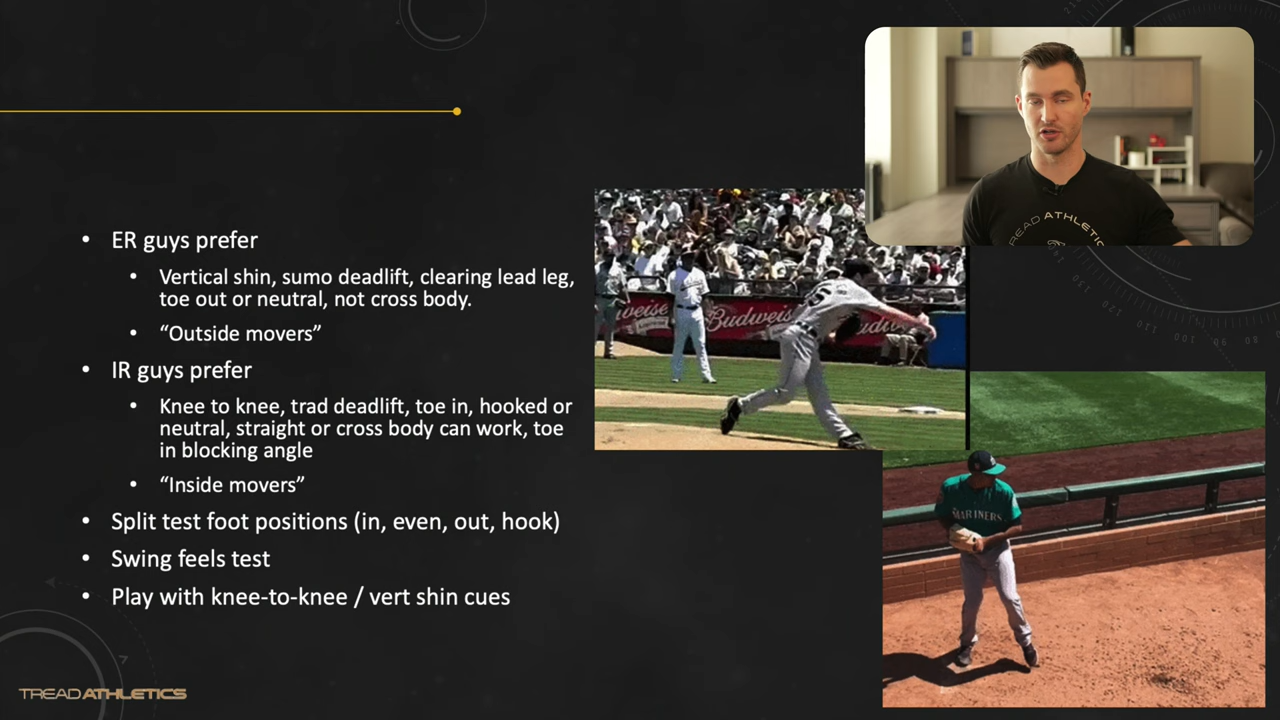 READ ATHLETICS
• ER guys prefer
• Vertical shin, sumo deadlift, clearing lead leg,
toe out or neutral, not cross body.
• “Outside movers”
• IR guys prefer
• Knee to knee, trad deadlift, toe in, hooked or
neutral, straight or cross body can work, toe
in blocking angle
• “Inside movers”
• Split test foot positions (in, even, out, hook)
• Swing feels test
• Play with knee-to-knee / vert shin cues
weiser
Budweiser
MARINERS
TREADATHLETICS